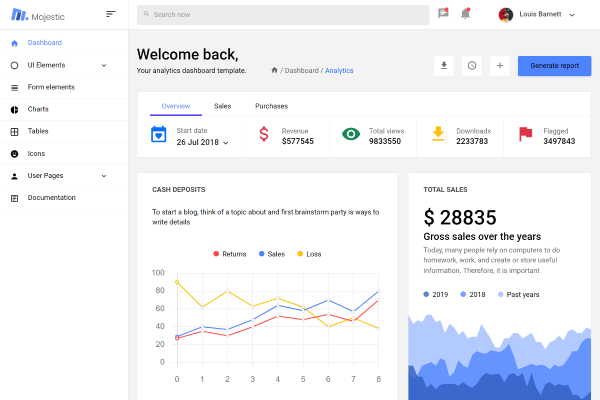 Majestic
Search now
Louis Barnett
Dashboard
UI Elements
Form elements
Charts
Tables
Icons
User Pages
Documentation
Welcome back,
Your analytics dashboard template.
/ Dashboard / Analytics
Generate report
Overview
Sales
Purchases
Start date
26 Jul 2018
Revenue
$577545
Total views
9833550
Downloads
2233783
Flagged
3497843
CASH DEPOSITS
To start a blog, think of a topic about and first brainstorm party is ways to
write details
Returns
Sales
Loss
100
80
60
40
20
0
0 1 2 3 4 5 6 7 8
TOTAL SALES
$ 28835
Gross sales over the years
Today, many people rely on computers to do
homework, work, and create or store useful
information. Therefore, it is important
2019
2018
Past years